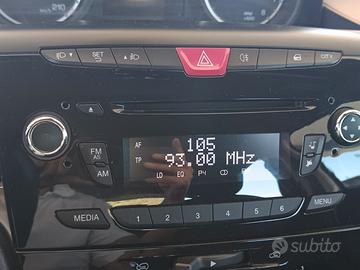 SET
CITY
AF 105
TP 93.00 MHz
LO EQ P4
FM
AS
AM
MEDIA
1 2 3 4 5 6
MENU
subito